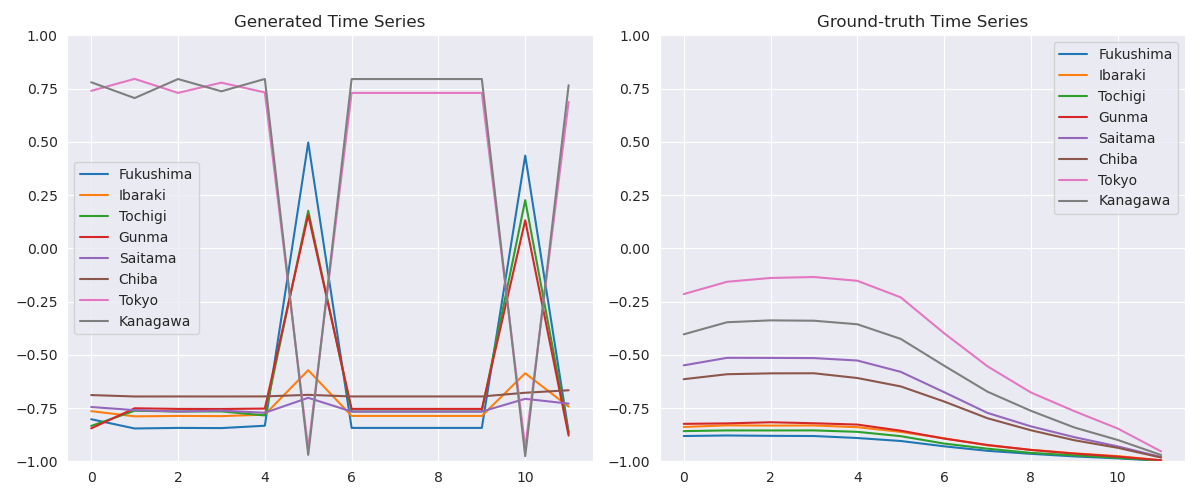 Generated Time Series
1.00
0.75
0.50
0.25
0.00
−0.25
−0.50
−0.75
−1.00
0 2 4 6 8 10
Fukushima
Ibaraki
Tochigi
Gunma
Saitama
Chiba
Tokyo
Kanagawa
Ground-truth Time Series
1.00
0.75
0.50
0.25
0.00
−0.25
−0.50
−0.75
−1.00
0 2 4 6 8 10
Fukushima
Ibaraki
Tochigi
Gunma
Saitama
Chiba
Tokyo
Kanagawa